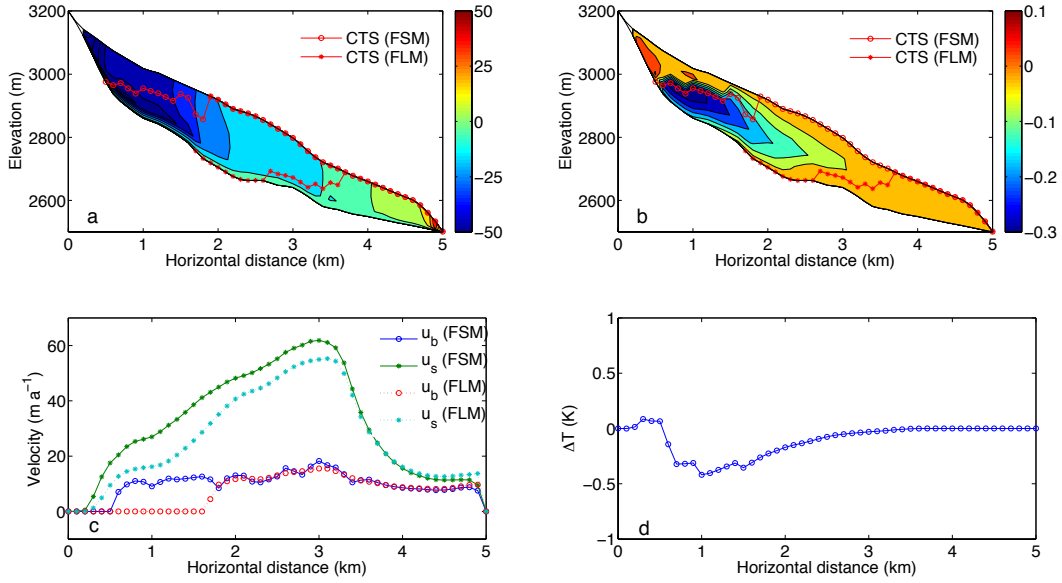 3200
3000
2800
2600
Elevation (m)
0 1 2 3 4 5
Horizontal distance (km)
CTS (FSM)
CTS (FLM)
a
50
25
0
−25
−50
3200
3000
2800
2600
Elevation (m)
0 1 2 3 4 5
Horizontal distance (km)
CTS (FSM)
CTS (FLM)
b
0.1
0
−0.1
−0.2
−0.3
60
40
20
0
Velocity (m a⁻¹)
0 1 2 3 4 5
Horizontal distance (km)
u_b (FSM)
u_s (FSM)
u_b (FLM)
u_s (FLM)
c
1
0.5
0
−0.5
−1
ΔT (K)
0 1 2 3 4 5
Horizontal distance (km)
d